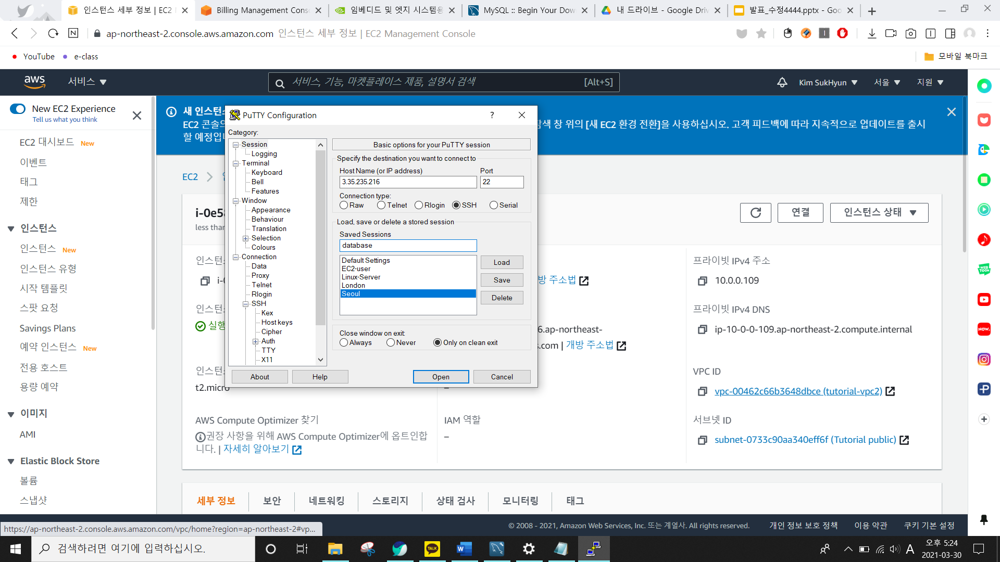 인스턴스 세부 정보 | EC2
Billing Management Cons
임베디드 및 엣지 시스템용
MySQL :: Begin Your Dow
내 드라이브 - Google Driv
발표_수정4444.pptx - Goo
ap-northeast-2.console.aws.amazon.com 인스턴스 세부 정보 | EC2 Management Console
YouTube
e-class
모바일 북마크
aws
서비스
서비스, 기능, 마켓플레이스 제품, 설명서 검색
[Alt+S]
Kim SukHyun
서울
지원
New EC2 Experience
Tell us what you think
EC2 대시보드 New
이벤트
태그
제한
인스턴스
인스턴스 New
인스턴스 유형
시작 템플릿
스팟 요청
Savings Plans
예약 인스턴스 New
전용 호스트
용량 예약
이미지
AMI
Elastic Block Store
볼륨
스냅샷
새 인스턴스
EC2 콘솔의
탐색 창 위의 [새 EC2 환경 전환]을 사용하십시오. 고객 피드백에 따라 지속적으로 업데이트를 출시
할 예정입니
EC2
i-0e58
less than
연결
인스턴스 상태
PuTTY Configuration
?
Category:
Session
Logging
Terminal
Keyboard
Bell
Features
Window
Appearance
Behaviour
Translation
Selection
Colours
Connection
Data
Proxy
Telnet
Rlogin
SSH
Kex
Host keys
Cipher
Auth
TTY
X11
Basic options for your PuTTY session
Specify the destination you want to connect to
Host Name (or IP address)
Port
3.35.235.216
22
Connection type:
Raw
Telnet
Rlogin
SSH
Serial
Load, save or delete a stored session
Saved Sessions
database
Default Settings
EC2-user
Linux-Server
London
Seoul
Load
Save
Delete
Close window on exit:
Always
Never
Only on clean exit
About
Help
Open
Cancel
인스턴
i-0
인스턴
실행
인스턴
t2.micro
방 주소법
6.ap-northeast-
s.com | 개방 주소법
–
프라이빗 IPv4 주소
10.0.0.109
프라이빗 IPv4 DNS
ip-10-0-0-109.ap-northeast-2.compute.internal
VPC ID
vpc-00462c66b3648dbce (tutorial-vpc2)
AWS Compute Optimizer 찾기
권장 사항을 위해 AWS Compute Optimizer에 옵트인합
니다. | 자세히 알아보기
IAM 역할
–
서브넷 ID
subnet-0733c90aa340eff6f (Tutorial public)
세부 정보
보안
네트워킹
스토리지
상태 검사
모니터링
태그
WEB
TOON
NOW.
https://ap-northeast-2.console.aws.amazon.com/vpc/home?region=ap-northeast-2#vp...
© 2008 - 2021, Amazon Web Services, Inc. 또는 계열사. All rights reserved.
개인 정보 보호 정책
이용 약관
쿠키 기본 설정
검색하려면 여기에 입력하십시오.
TALK
A
오후 5:24
2021-03-30